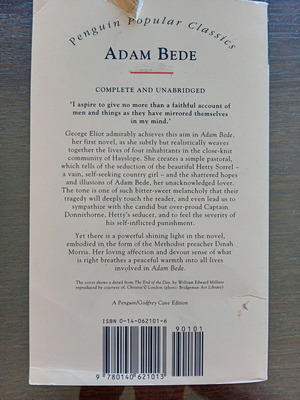 Penguin Popular Classics
ADAM BEDE
COMPLETE AND UNABRIDGED
'I aspire to give no more than a faithful account of
men and things as they have mirrored themselves
in my mind.'
George Eliot admirably achieves this aim in Adam Bede,
her first novel, as she subtly but realistically weaves
together the lives of four inhabitants in the close-knit
community of Hayslope. She creates a simple pastoral,
which tells of the seduction of the beautiful Hetty Sorrel –
a vain, self-seeking country girl – and the shattered hopes
and illusions of Adam Bede, her unacknowledged lover.
The tone is one of such bitter-sweet melancholy that their
tragedy will deeply touch the reader, and even lead us to
sympathize with the candid but over-proud Captain
Donnithorne, Hetty's seducer, and to feel the severity of
his self-inflicted punishment.
Yet there is a powerful shining light in the novel,
embodied in the form of the Methodist preacher Dinah
Morris. Her loving affection and devout sense of what
is right breathes a peaceful warmth into all lives
involved in Adam Bede.
The cover shows a detail from The End of the Day, by William Edward Millner
reproduced by courtesy of, Christie's London (photo: Bridgeman Art Library)
A Penguin/Godfrey Cave Edition
ISBN 0-14-062101-6
90101
9 780140 621013